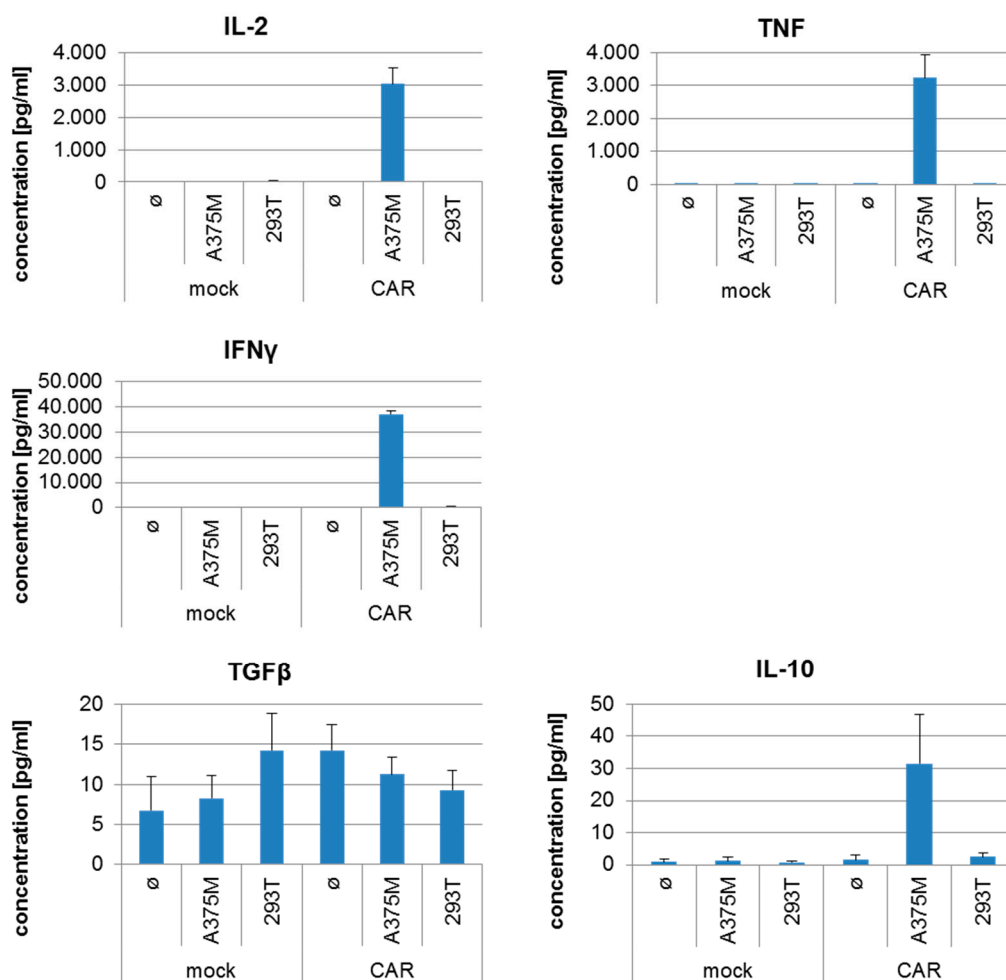 IL-2
concentration [pg/ml]
4.000
3.000
2.000
1.000
0
ø
A375M
293T
ø
A375M
293T
mock
CAR
TNF
concentration [pg/ml]
4.000
3.000
2.000
1.000
0
ø
A375M
293T
ø
A375M
293T
mock
CAR
IFNγ
concentration [pg/ml]
50.000
40.000
30.000
20.000
10.000
0
ø
A375M
293T
ø
A375M
293T
mock
CAR
TGFβ
concentration [pg/ml]
20
15
10
5
0
ø
A375M
293T
ø
A375M
293T
mock
CAR
IL-10
concentration [pg/ml]
50
40
30
20
10
0
ø
A375M
293T
ø
A375M
293T
mock
CAR